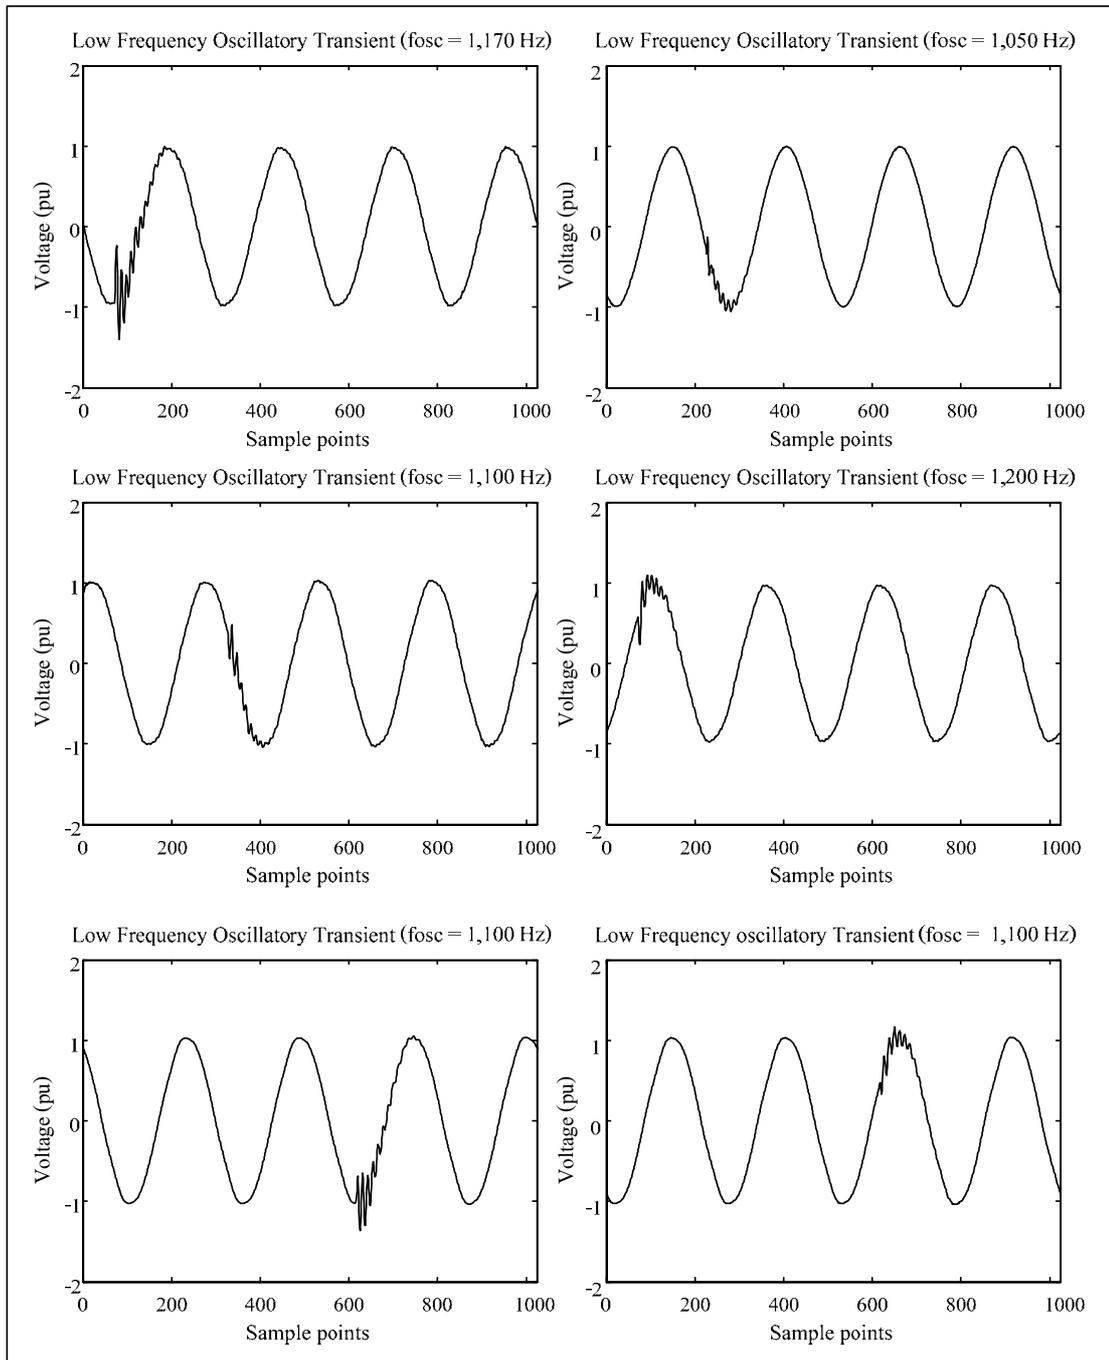 Low Frequency Oscillatory Transient (fosc = 1,170 Hz)
2
1
0
-1
-2
Voltage (pu)
0 200 400 600 800 1000
Sample points
Low Frequency Oscillatory Transient (fosc = 1,050 Hz)
2
1
0
-1
-2
Voltage (pu)
0 200 400 600 800 1000
Sample points
Low Frequency Oscillatory Transient (fosc = 1,100 Hz)
2
1
0
-1
-2
Voltage (pu)
0 200 400 600 800 1000
Sample points
Low Frequency Oscillatory Transient (fosc = 1,200 Hz)
2
1
0
-1
-2
Voltage (pu)
0 200 400 600 800 1000
Sample points
Low Frequency Oscillatory Transient (fosc = 1,100 Hz)
2
1
0
-1
-2
Voltage (pu)
0 200 400 600 800 1000
Sample points
Low Frequency oscillatory Transient (fosc = 1,100 Hz)
2
1
0
-1
-2
Voltage (pu)
0 200 400 600 800 1000
Sample points